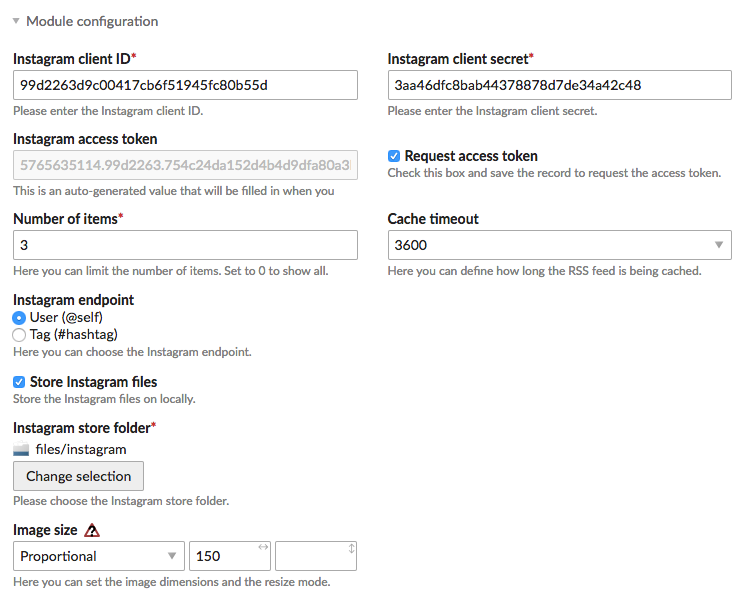 Module configuration
Instagram client ID*
Instagram client secret*
99d2263d9c00417cb6f51945fc80b55d
3aa46dfc8bab44378878d7de34a42c48
Please enter the Instagram client ID.
Please enter the Instagram client secret.
Instagram access token
5765635114.99d2263.754c24da152d4b4d9dfa80a3
Request access token
Check this box and save the record to request the access token.
This is an auto-generated value that will be filled in when you
Number of items*
Cache timeout
3
3600
Here you can limit the number of items. Set to 0 to show all.
Here you can define how long the RSS feed is being cached.
Instagram endpoint
User (@self)
Tag (#hashtag)
Here you can choose the Instagram endpoint.
Store Instagram files
Store the Instagram files on locally.
Instagram store folder*
files/instagram
Change selection
Please choose the Instagram store folder.
Image size
Proportional 150
Here you can set the image dimensions and the resize mode.